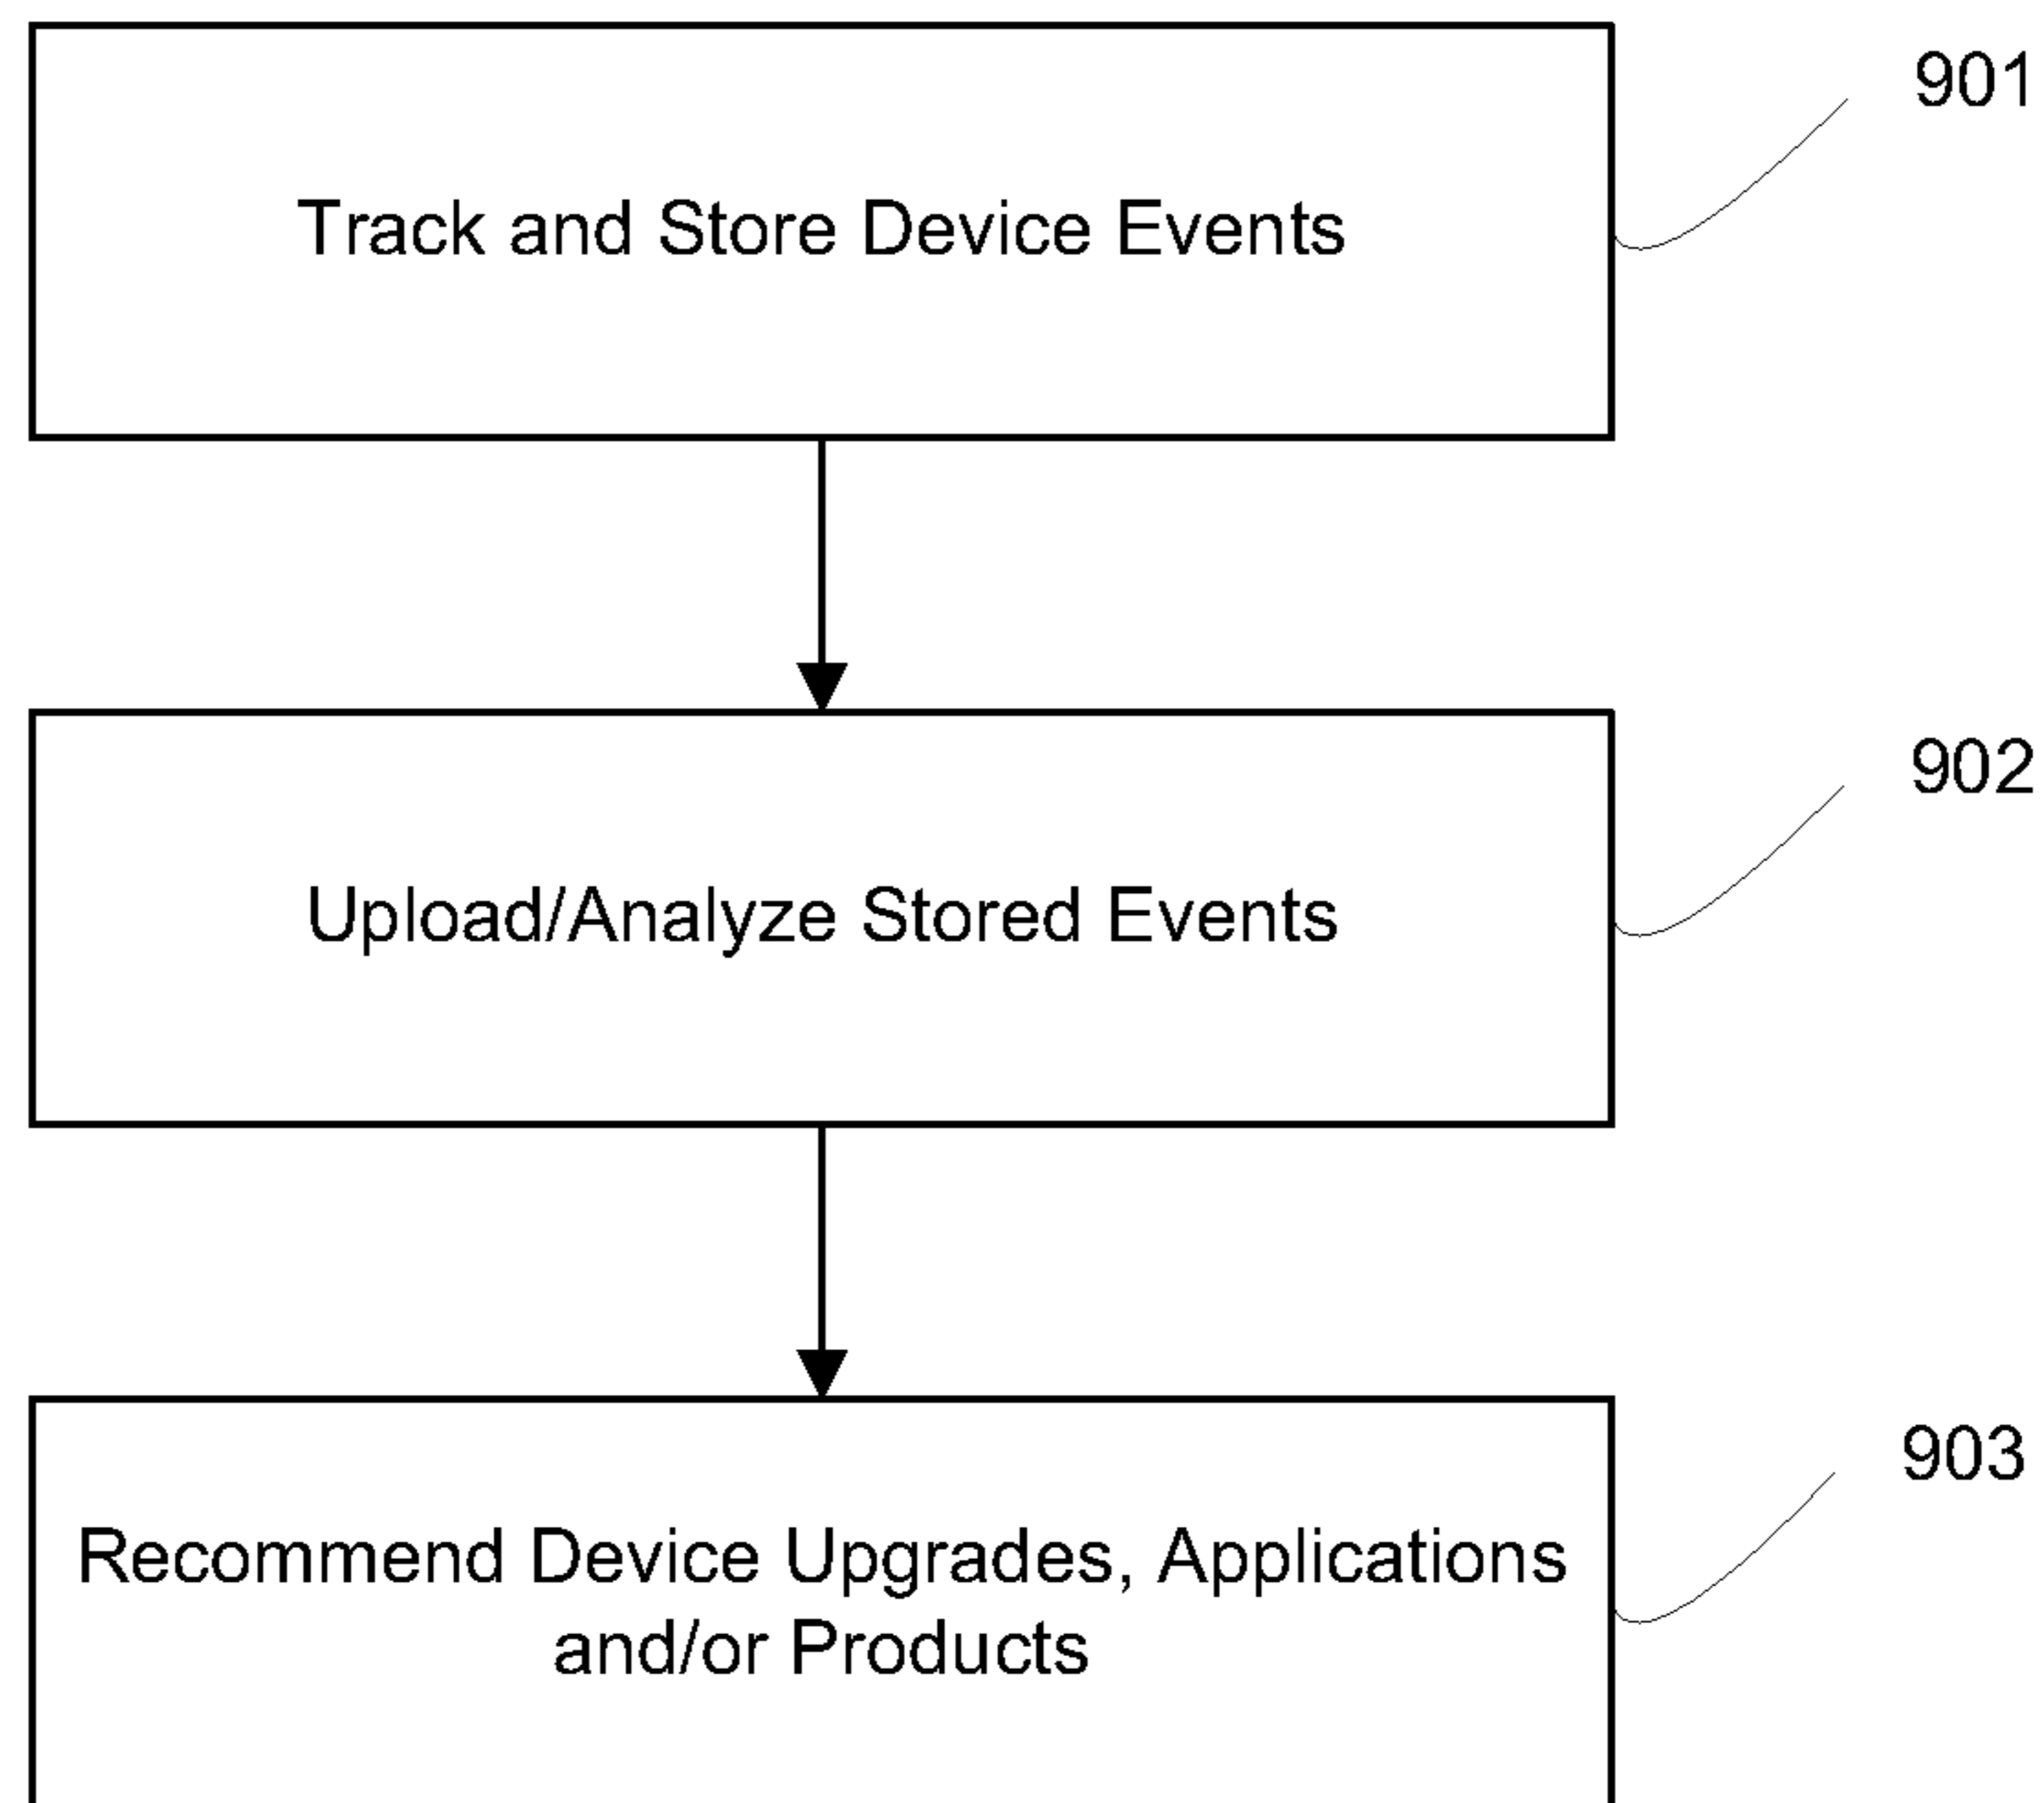 901
Track and Store Device Events
902
Upload/Analyze Stored Events
903
Recommend Device Upgrades, Applications
and/or Products